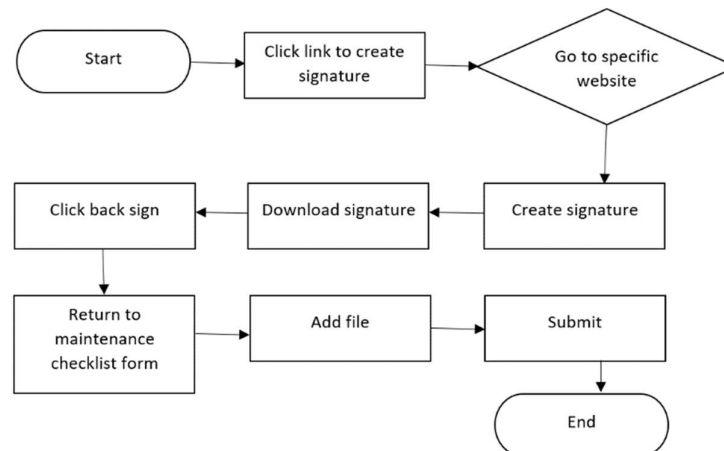 Start
Click link to create
signature
Go to specific
website
Create signature
Download signature
Click back sign
Return to
maintenance
checklist form
Add file
Submit
End